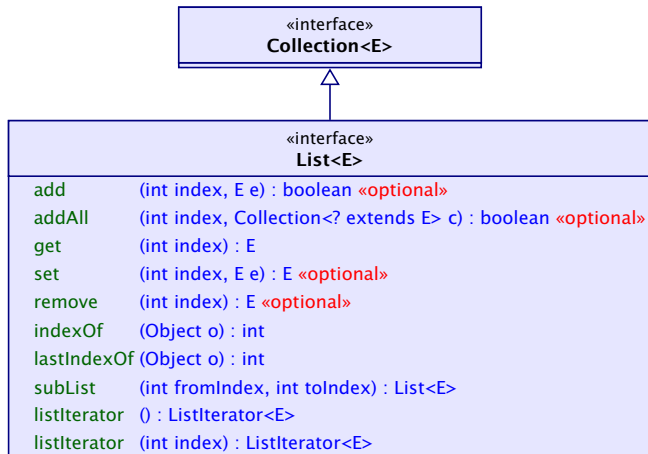 «interface»
Collection<E>
«interface»
List<E>
add (int index, E e) : boolean «optional»
addAll (int index, Collection<? extends E> c) : boolean «optional»
get (int index) : E
set (int index, E e) : E «optional»
remove (int index) : E «optional»
indexOf (Object o) : int
lastIndexOf (Object o) : int
subList (int fromIndex, int toIndex) : List<E>
listIterator () : ListIterator<E>
listIterator (int index) : ListIterator<E>